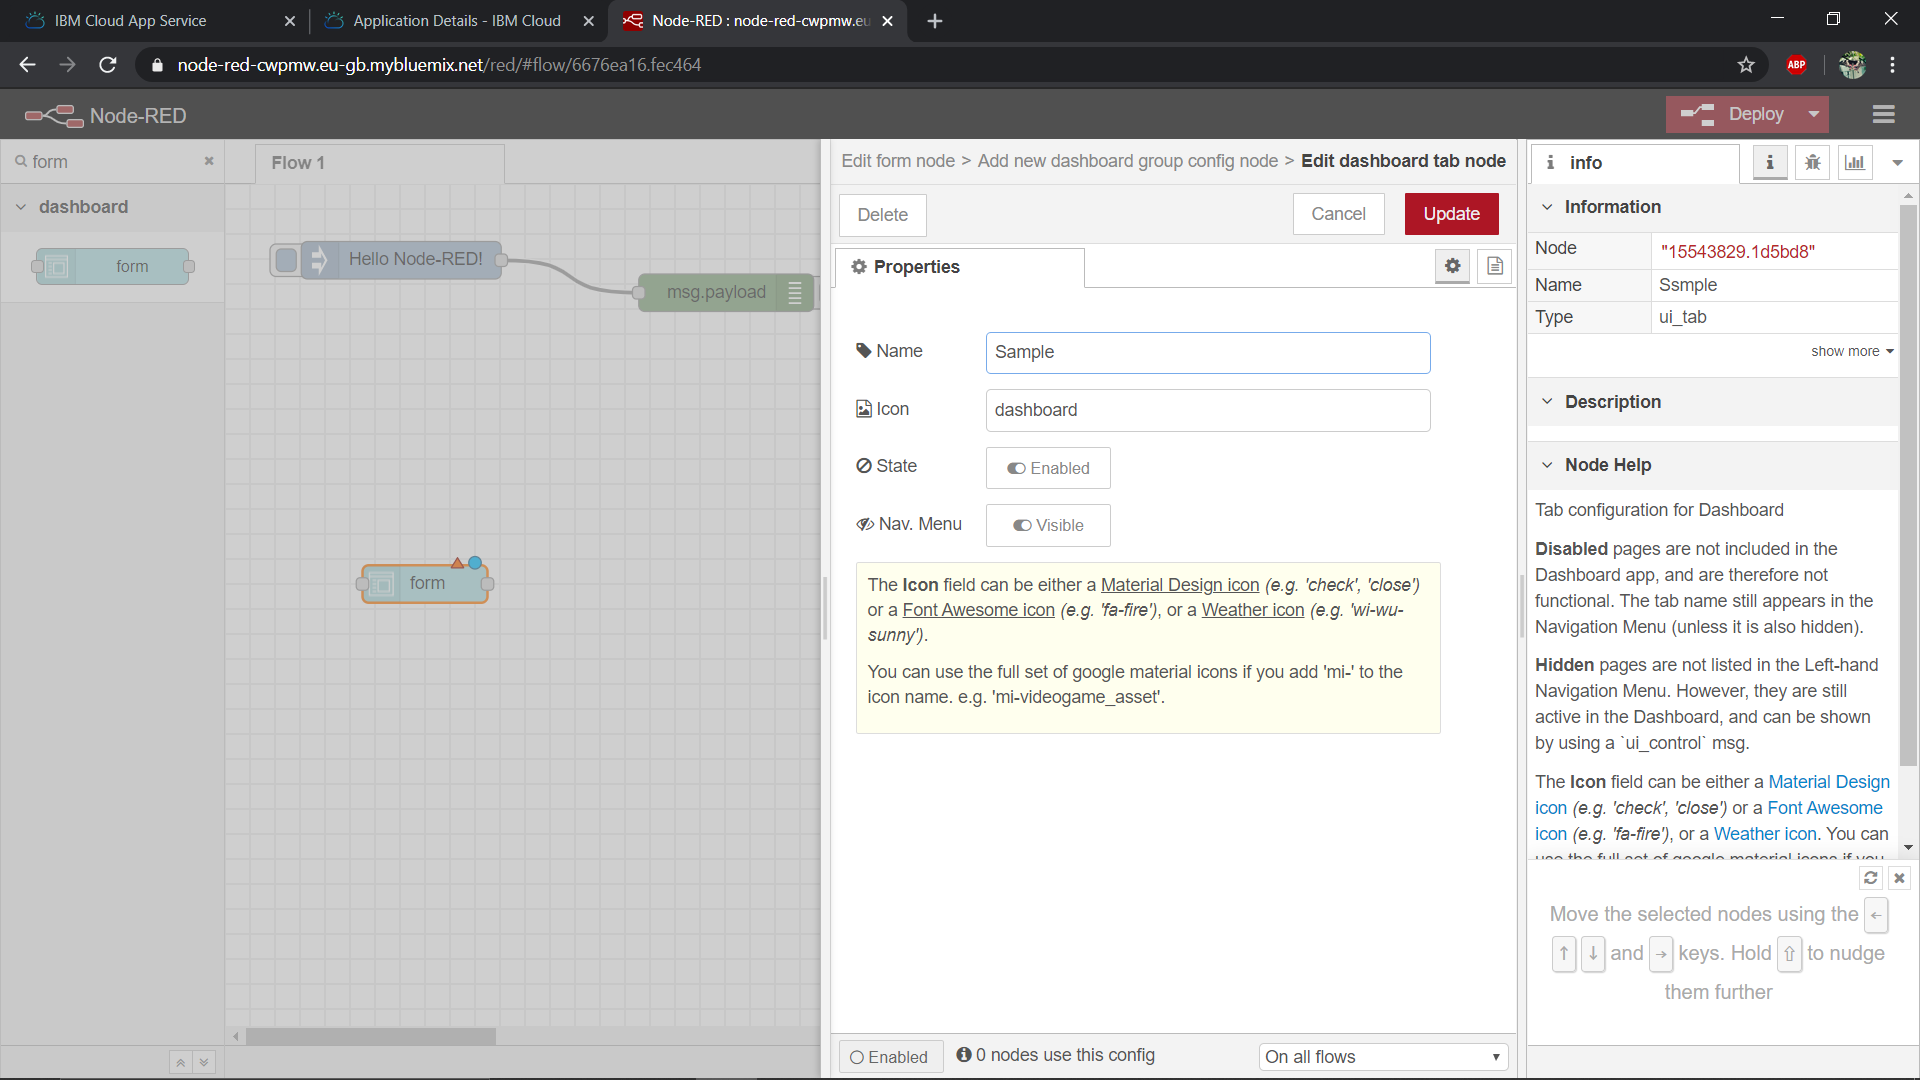 IBM Cloud App Service
Application Details - IBM Cloud
Node-RED : node-red-cwpmw.eu
node-red-cwpmw.eu-gb.mybluemix.net/red/#flow/6676ea16.fec464
ABP
Node-RED
Deploy
form
dashboard
form
Flow 1
Hello Node-RED!
msg.payload
form
Edit form node > Add new dashboard group config node > Edit dashboard tab node
Delete
Cancel
Update
Properties
Name
Sample
Icon
dashboard
State
Enabled
Nav. Menu
Visible
The Icon field can be either a Material Design icon (e.g. 'check', 'close')
or a Font Awesome icon (e.g. 'fa-fire'), or a Weather icon (e.g. 'wi-wu-
sunny').
You can use the full set of google material icons if you add 'mi-' to the
icon name. e.g. 'mi-videogame_asset'.
Enabled
0 nodes use this config
On all flows
info
Information
Node "15543829.1d5bd8"
Name Ssmple
Type ui_tab
show more
Description
Node Help
Tab configuration for Dashboard
Disabled pages are not included in the
Dashboard app, and are therefore not
functional. The tab name still appears in the
Navigation Menu (unless it is also hidden).
Hidden pages are not listed in the Left-hand
Navigation Menu. However, they are still
active in the Dashboard, and can be shown
by using a `ui_control` msg.
The Icon field can be either a Material Design
icon (e.g. 'check', 'close') or a Font Awesome
icon (e.g. 'fa-fire'), or a Weather icon. You can
use the full set of google material icons if you
Move the selected nodes using the ←
↑ ↓ and → keys. Hold ⇧ to nudge
them further